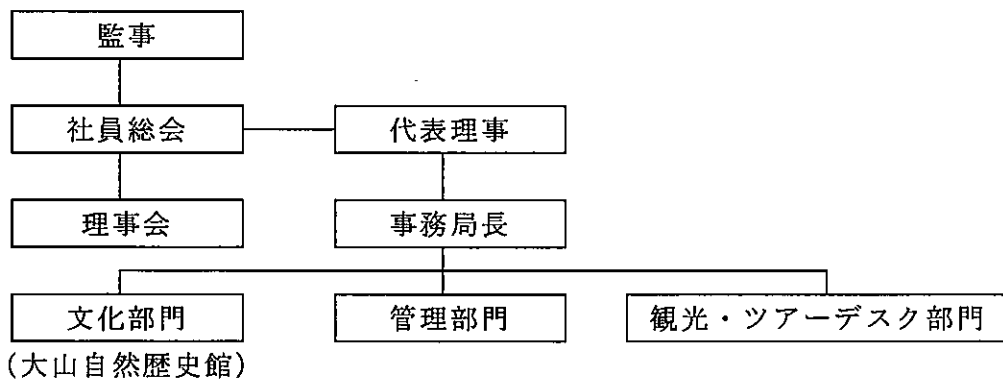 監事
社員総会
代表理事
理事会
事務局長
文化部門
管理部門
観光・ツアーデスク部門
(大山自然歴史館)